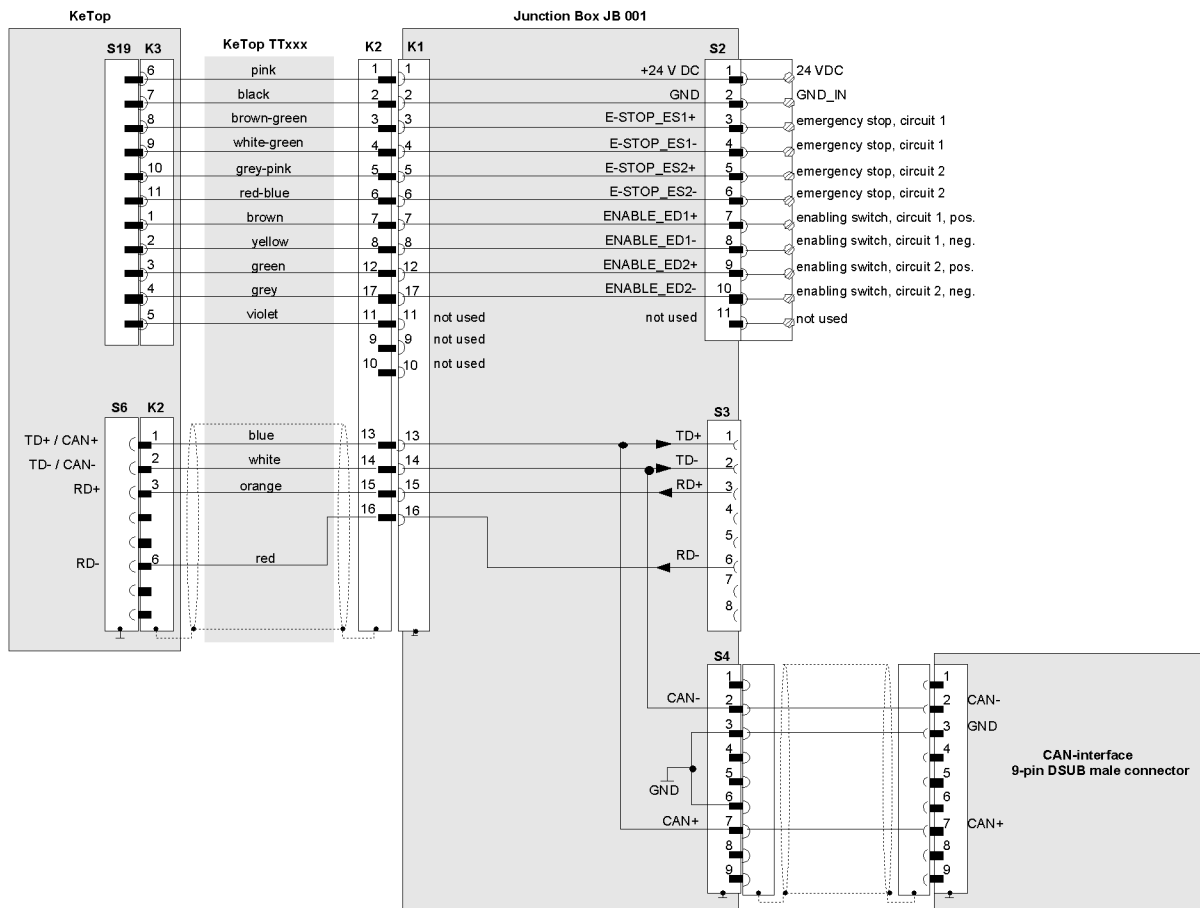 KeTop
Junction Box JB 001
S19 K3
KeTop TTxxx
K2 K1
S2
6 pink 1 1 +24 V DC 1 24 VDC
7 black 2 2 GND 2 GND_IN
8 brown-green 3 3 E-STOP_ES1+ 3 emergency stop, circuit 1
9 white-green 4 4 E-STOP_ES1- 4 emergency stop, circuit 1
10 grey-pink 5 5 E-STOP_ES2+ 5 emergency stop, circuit 2
11 red-blue 6 6 E-STOP_ES2- 6 emergency stop, circuit 2
1 brown 7 7 ENABLE_ED1+ 7 enabling switch, circuit 1, pos.
2 yellow 8 8 ENABLE_ED1- 8 enabling switch, circuit 1, neg.
3 green 12 12 ENABLE_ED2+ 9 enabling switch, circuit 2, pos.
4 grey 17 17 ENABLE_ED2- 10 enabling switch, circuit 2, neg.
5 violet 11 11 not used not used 11 not used
9 9 not used
10 10 not used
S6 K2
S3
TD+ / CAN+ 1 blue 13 13 TD+ 1
TD- / CAN- 2 white 14 14 TD- 2
RD+ 3 orange 15 15 RD+ 3
16 16 4
5
RD- 6 red RD- 6
7
8
S4
1 1
CAN- 2 2 CAN-
3 3 GND
4 4
5 5
GND
6 6
CAN+ 7 7 CAN+
8 8
9 9
CAN-interface
9-pin DSUB male connector